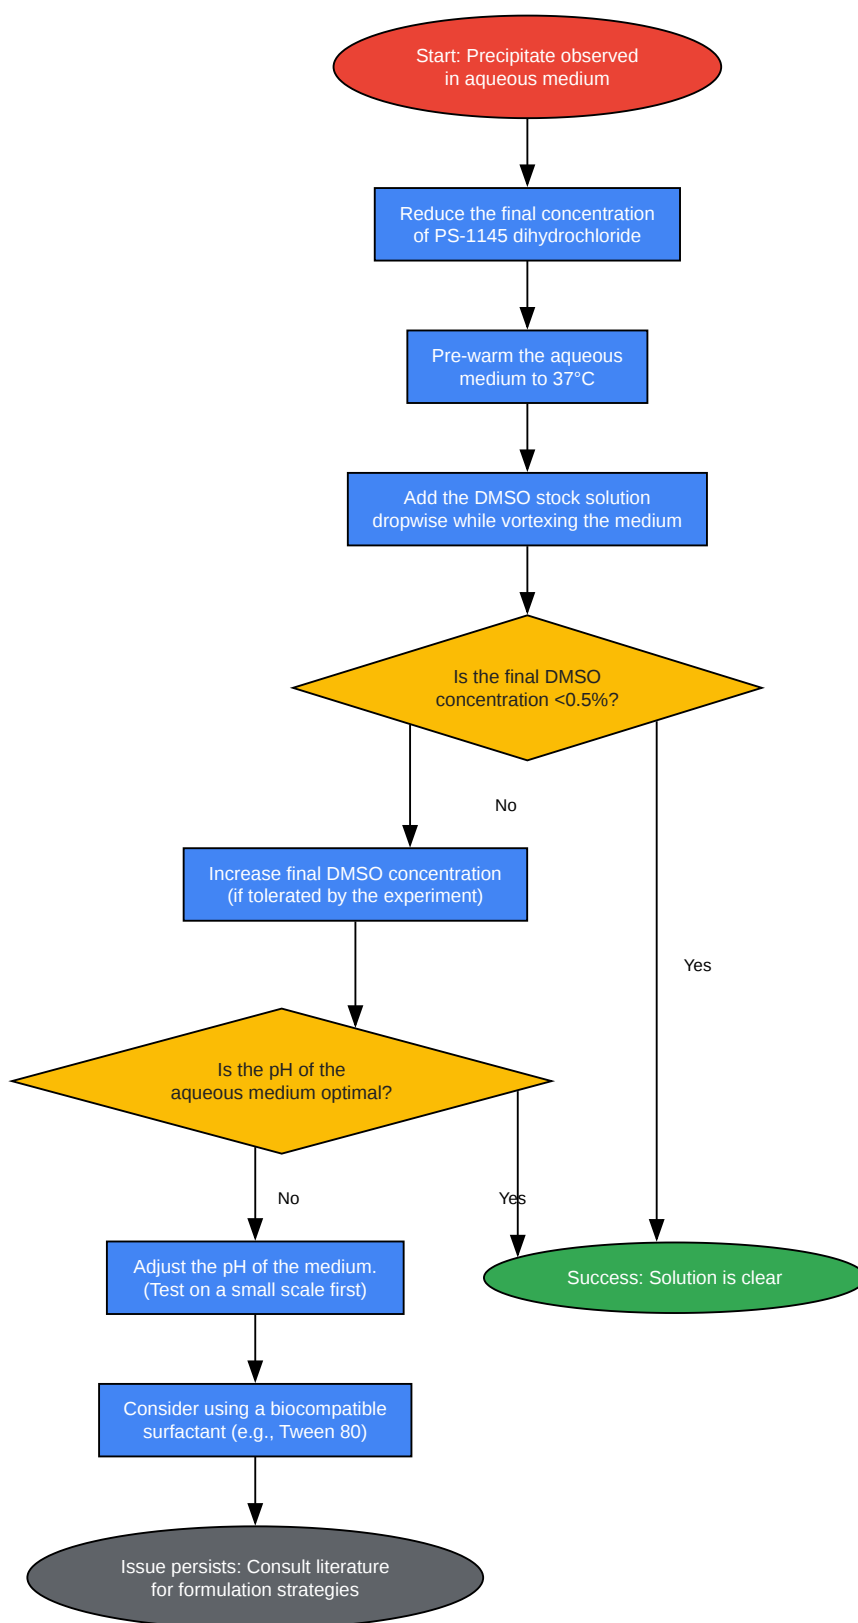 Start: Precipitate observed
in aqueous medium
Reduce the final concentration
of PS-1145 dihydrochloride
Pre-warm the aqueous
medium to 37°C
Add the DMSO stock solution
dropwise while vortexing the medium
Is the final DMSO
concentration <0.5%?
No
Increase final DMSO concentration
(if tolerated by the experiment)
Yes
Is the pH of the
aqueous medium optimal?
No
Yes
Adjust the pH of the medium.
(Test on a small scale first)
Success: Solution is clear
Consider using a biocompatible
surfactant (e.g., Tween 80)
Issue persists: Consult literature
for formulation strategies